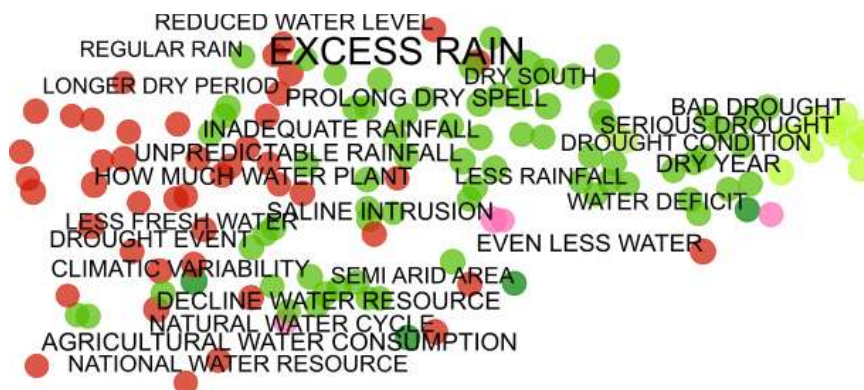 REDUCED WATER LEVEL
REGULAR RAIN
EXCESS RAIN
LONGER DRY PERIOD
DRY SOUTH
PROLONG DRY SPELL
BAD DROUGHT
INADEQUATE RAINFALL
SERIOUS DROUGHT
UNPREDICTABLE RAINFALL
DROUGHT CONDITION
DRY YEAR
HOW MUCH WATER PLANT
LESS RAINFALL
WATER DEFICIT
LESS FRESH WATER
SALINE INTRUSION
DROUGHT EVENT
EVEN LESS WATER
CLIMATIC VARIABILITY
SEMI ARID AREA
DECLINE WATER RESOURCE
NATURAL WATER CYCLE
AGRICULTURAL WATER CONSUMPTION
NATIONAL WATER RESOURCE